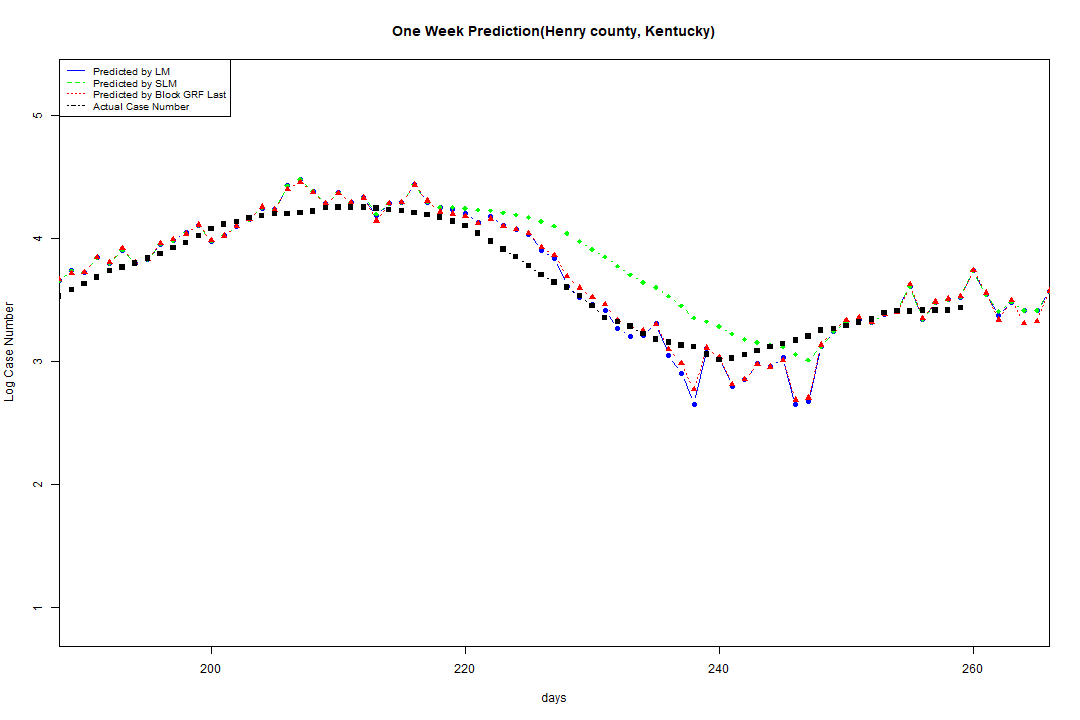 One Week Prediction(Henry county, Kentucky)
Predicted by LM
Predicted by SLM
Predicted by Block GRF Last
Actual Case Number
5
4
3
2
1
Log Case Number
200
220
240
260
days